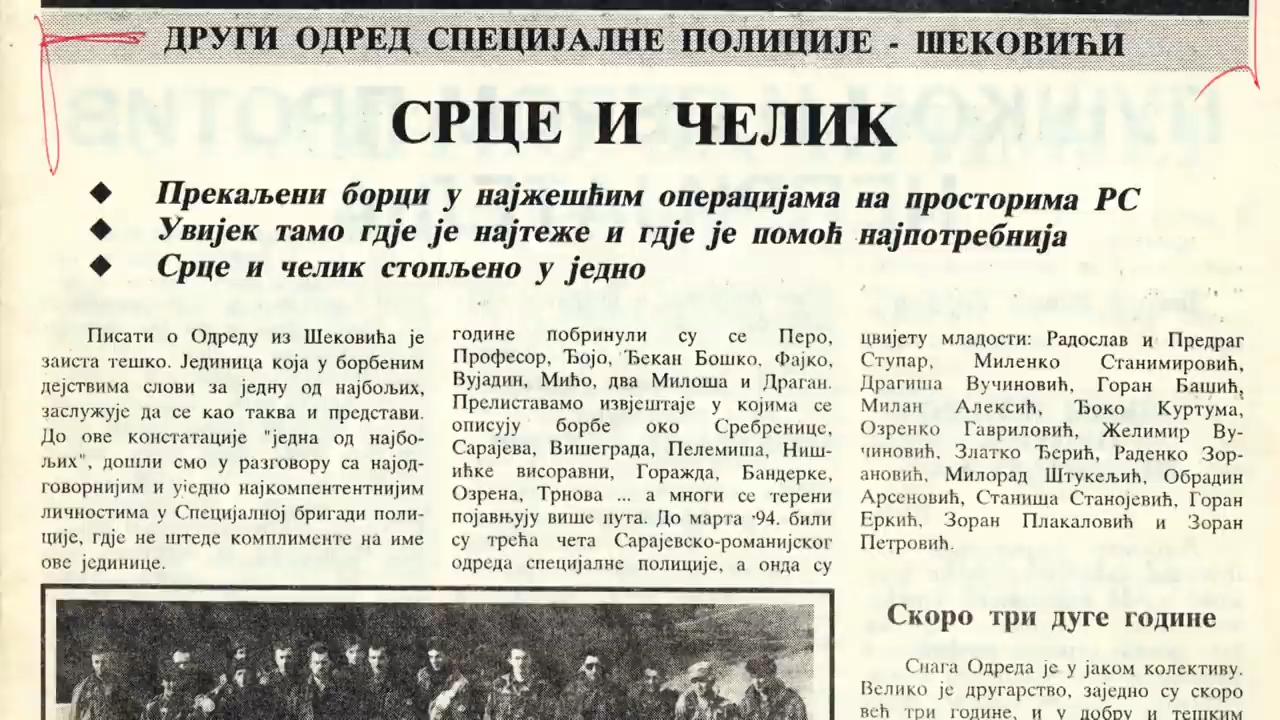 ДРУГИ ОДРЕД СПЕЦИЈАЛНЕ ПОЛИЦИЈЕ - ШЕКОВИЋИ
СРЦЕ И ЧЕЛИК
◆ Прекаљени борци у најжешћим операцијама на просторима РС
◆ Увијек тамо гдје је најтеже и гдје је помоћ најпотребнија
◆ Срце и челик стопљено у једно
Писати о Одреду из Шековића је
заиста тешко. Јединица која у борбеним
дејствима слови за једну од најбољих,
заслужује да се као таква и представи.
До ове констатације "једна од најбо-
љих", дошли смо у разговору са најод-
говорнијим и уједно најкомпентентнијим
личностима у Специјалној бригади поли-
ције, гдје не штеде комплименте на име
ове јединице.
године побринули су се Перо,
Професор, Ђојо, Ђекан Бошко, Фајко,
Вујадин, Мићо, два Милоша и Драган.
Прелиставамо извјештаје у којима се
описују борбе око Сребренице,
Сарајева, Вишеграда, Пелемиша, Ниш-
ићке висоравни, Горажда, Бандерке,
Озрена, Трнова ... а многи се терени
појављују више пута. До марта '94. били
су трећа чета Сарајевско-романијског
одреда специјалне полиције, а онда су
цвијету младости: Радослав и Предраг
Ступар, Миленко Станимировић,
Драгиша Вучиновић, Горан Башић,
Милан Алексић, Ђоко Куртума,
Озренко Гавриловић, Желимир Ву-
чиновић, Златко Ђерић, Раденко Зор-
ановић, Милорад Штукељић, Обрадин
Арсеновић, Станиша Станојевић, Горан
Еркић, Зоран Плакаловић и Зоран
Петровић.
Скоро три дуге године
Снага Одреда је у јаком колективу.
Велико је другарство, заједно су скоро
већ три године, и у добру и тешким